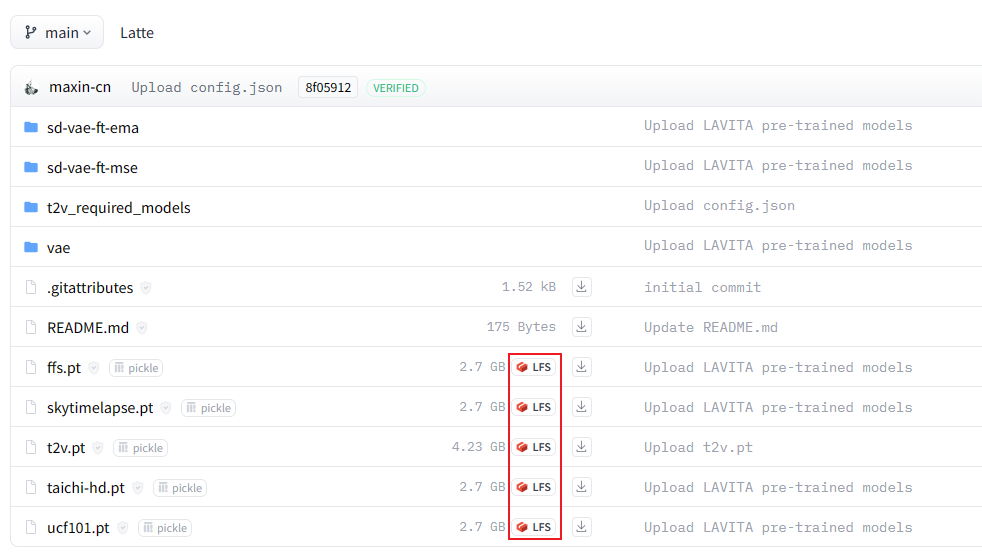 main Latte
maxin-cn Upload config.json 8f05912 VERIFIED
sd-vae-ft-ema Upload LAVITA pre-trained models
sd-vae-ft-mse Upload LAVITA pre-trained models
t2v_required_models Upload config.json
vae Upload LAVITA pre-trained models
.gitattributes 1.52 kB initial commit
README.md 175 Bytes Update README.md
ffs.pt pickle 2.7 GB LFS Upload LAVITA pre-trained models
skytimelapse.pt pickle 2.7 GB LFS Upload LAVITA pre-trained models
t2v.pt pickle 4.23 GB LFS Upload t2v.pt
taichi-hd.pt pickle 2.7 GB LFS Upload LAVITA pre-trained models
ucf101.pt pickle 2.7 GB LFS Upload LAVITA pre-trained models